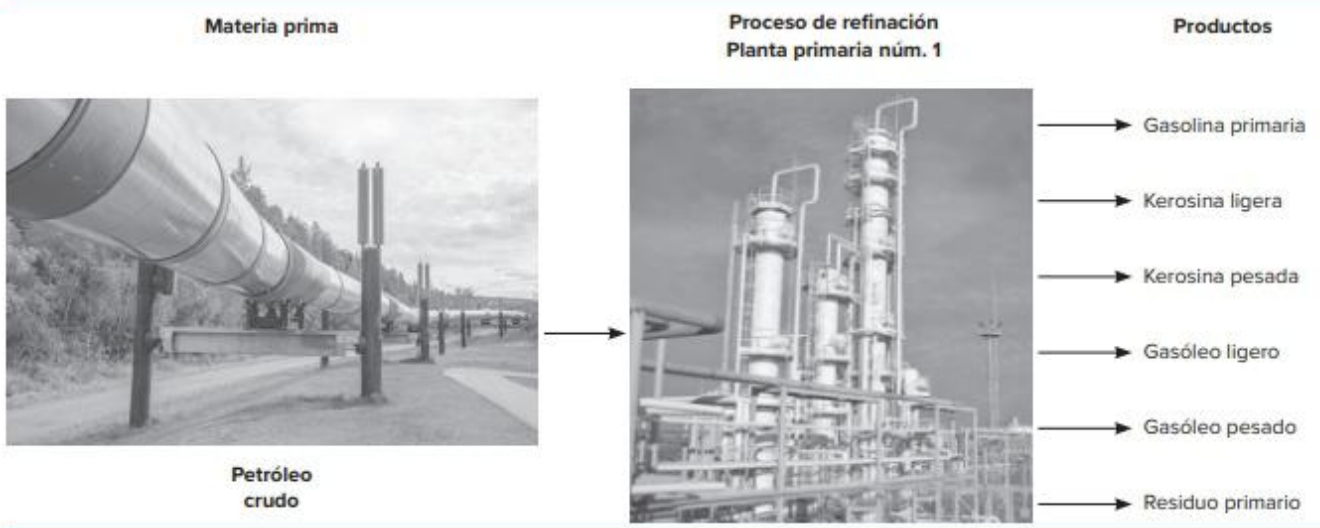 Materia prima
Proceso de refinación
Planta primaria núm. 1
Productos
Gasolina primaria
Kerosina ligera
Kerosina pesada
Gasóleo ligero
Gasóleo pesado
Residuo primario
Petróleo
crudo